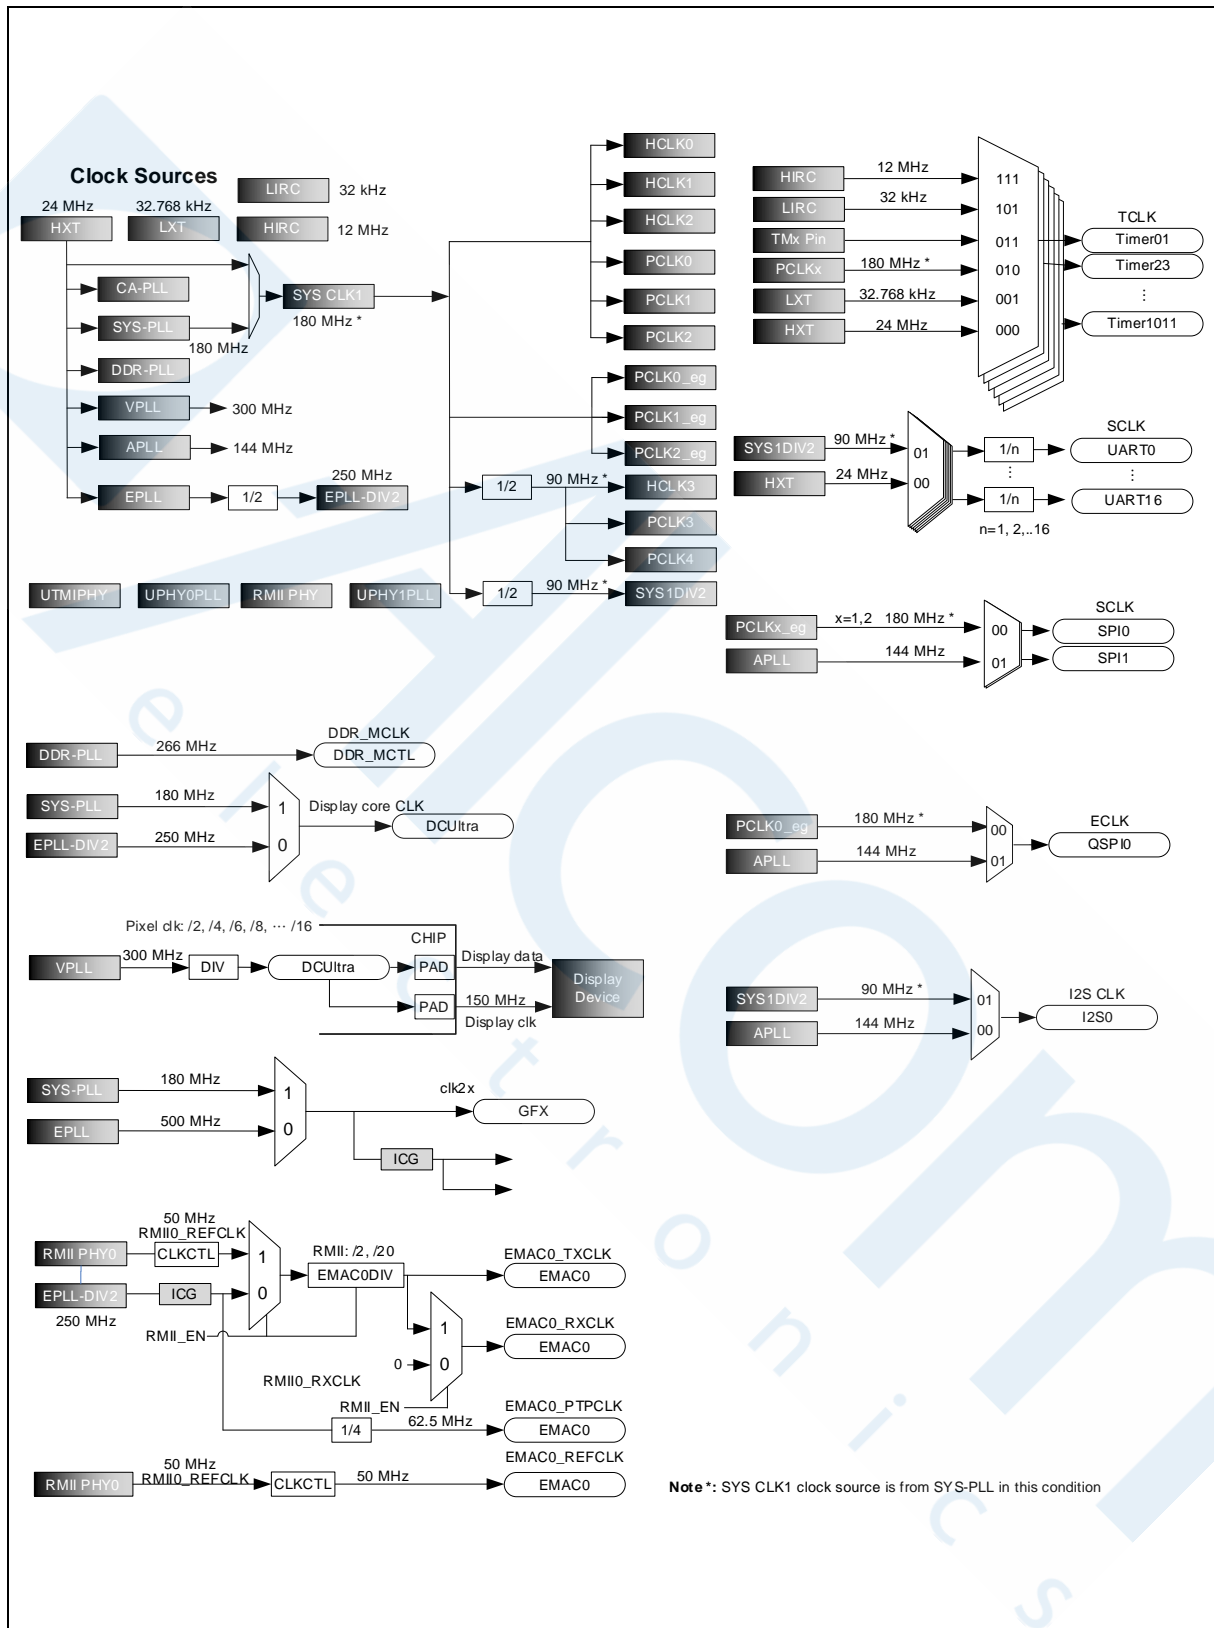 Clock Sources
24 MHz
HXT
32.768 kHz
LXT
LIRC
32 kHz
HIRC
12 MHz
CA-PLL
SYS-PLL
180 MHz
SYS CLK1
180 MHz *
DDR-PLL
VPLL
300 MHz
APLL
144 MHz
EPLL
1/2
250 MHz
EPLL-DIV2
UTMIPHY
UPHY0PLL
RMII PHY
UPHY1PLL
HCLK0
HCLK1
HCLK2
PCLK0
PCLK1
PCLK2
PCLK0_eg
PCLK1_eg
PCLK2_eg
1/2
90 MHz *
HCLK3
PCLK3
PCLK4
1/2
90 MHz *
SYS1DIV2
HIRC
12 MHz
111
LIRC
32 kHz
101
TMx Pin
011
PCLKx
180 MHz *
010
LXT
32.768 kHz
001
HXT
24 MHz
000
TCLK
Timer01
Timer23
⋮
Timer1011
SYS1DIV2
90 MHz *
01
HXT
24 MHz
00
1/n
⋮
1/n
n=1, 2,..16
SCLK
UART0
⋮
UART16
PCLKx_eg
x=1,2 180 MHz *
00
APLL
144 MHz
01
SCLK
SPI0
SPI1
DDR-PLL
266 MHz
DDR_MCLK
DDR_MCTL
SYS-PLL
180 MHz
1
EPLL-DIV2
250 MHz
0
Display core CLK
DCUltra
PCLK0_eg
180 MHz *
00
APLL
144 MHz
01
ECLK
QSPI0
Pixel clk: /2, /4, /6, /8, ··· /16
VPLL
300 MHz
DIV
DCUltra
CHIP
PAD
Display data
PAD
150 MHz
Display clk
Display
Device
SYS1DIV2
90 MHz *
01
APLL
144 MHz
00
I2S CLK
I2S0
SYS-PLL
180 MHz
1
EPLL
500 MHz
0
clk2x
GFX
ICG
50 MHz
RMII0_REFCLK
RMII PHY0
CLKCTL
1
EPLL-DIV2
250 MHz
ICG
0
RMII_EN
RMII: /2, /20
EMAC0DIV
EMAC0_TXCLK
EMAC0
1
0
0
RMII0_RXCLK
RMII_EN
EMAC0_RXCLK
EMAC0
1/4
62.5 MHz
EMAC0_PTPCLK
EMAC0
RMII PHY0
50 MHz
RMII0_REFCLK
CLKCTL
50 MHz
EMAC0_REFCLK
EMAC0
Note *: SYS CLK1 clock source is from SYS-PLL in this condition